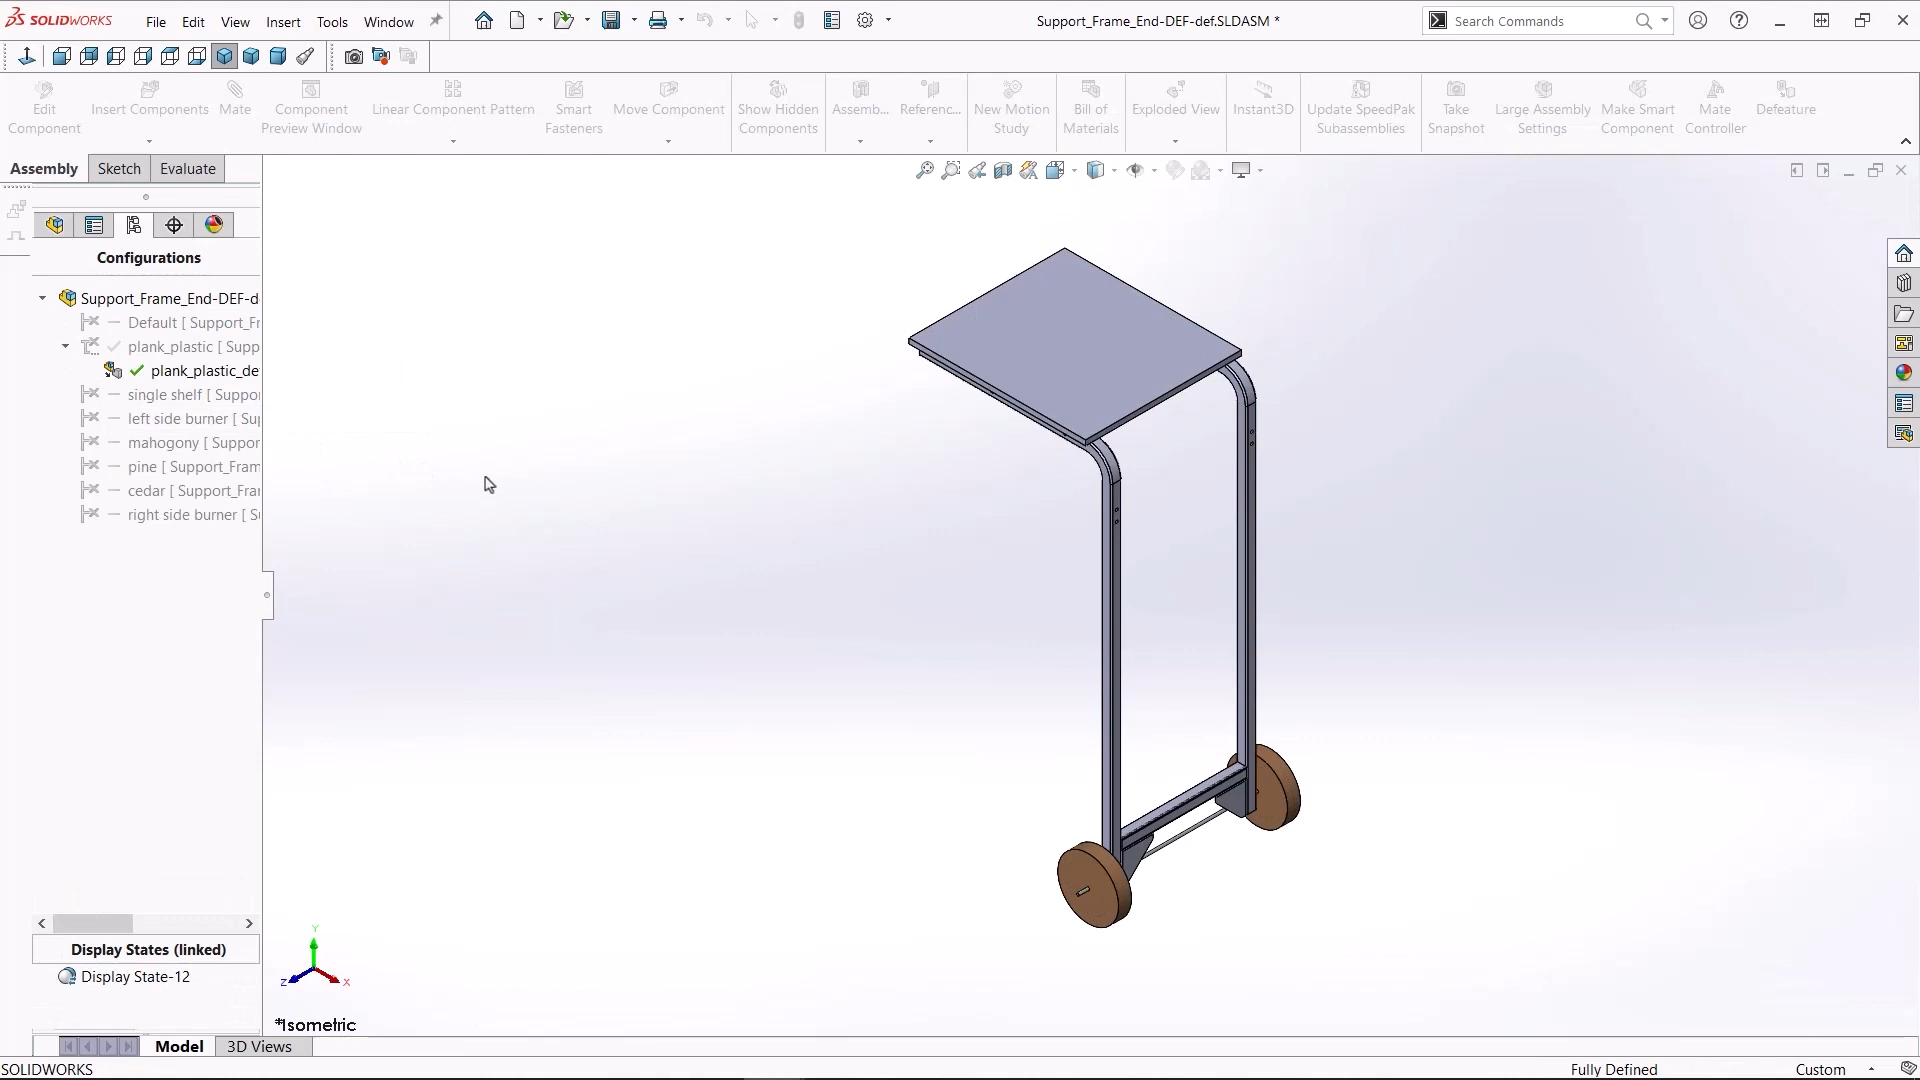 SOLIDWORKS File Edit View Insert Tools Window Support_Frame_End-DEF-def.SLDASM * Search Commands
Edit Component
Insert Components
Mate
Component Preview Window
Linear Component Pattern
Smart Fasteners
Move Component
Show Hidden Components
Assemb...
Referenc...
New Motion Study
Bill of Materials
Exploded View
Instant3D
Update SpeedPak Subassemblies
Take Snapshot
Large Assembly Settings
Make Smart Component
Mate Controller
Defeature
Assembly Sketch Evaluate
Configurations
Support_Frame_End-DEF-d
Default [ Support_Fr
plank_plastic [ Supp
plank_plastic_de
single shelf [ Suppo
left side burner [ Su
mahogony [ Suppor
pine [ Support_Fram
cedar [ Support_Fra
right side burner [ S
Display States (linked)
Display State-12
Y
Z
X
*Isometric
Model 3D Views
SOLIDWORKS Fully Defined Custom